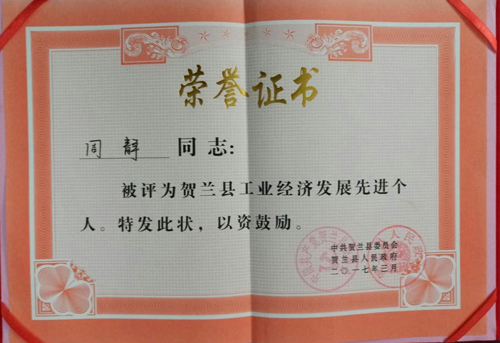 荣誉证书
周静 同志:
被评为贺兰县工业经济发展先进个
人。特发此状，以资鼓励。
中共贺兰县委员会
贺兰县人民政府
二〇一七年三月